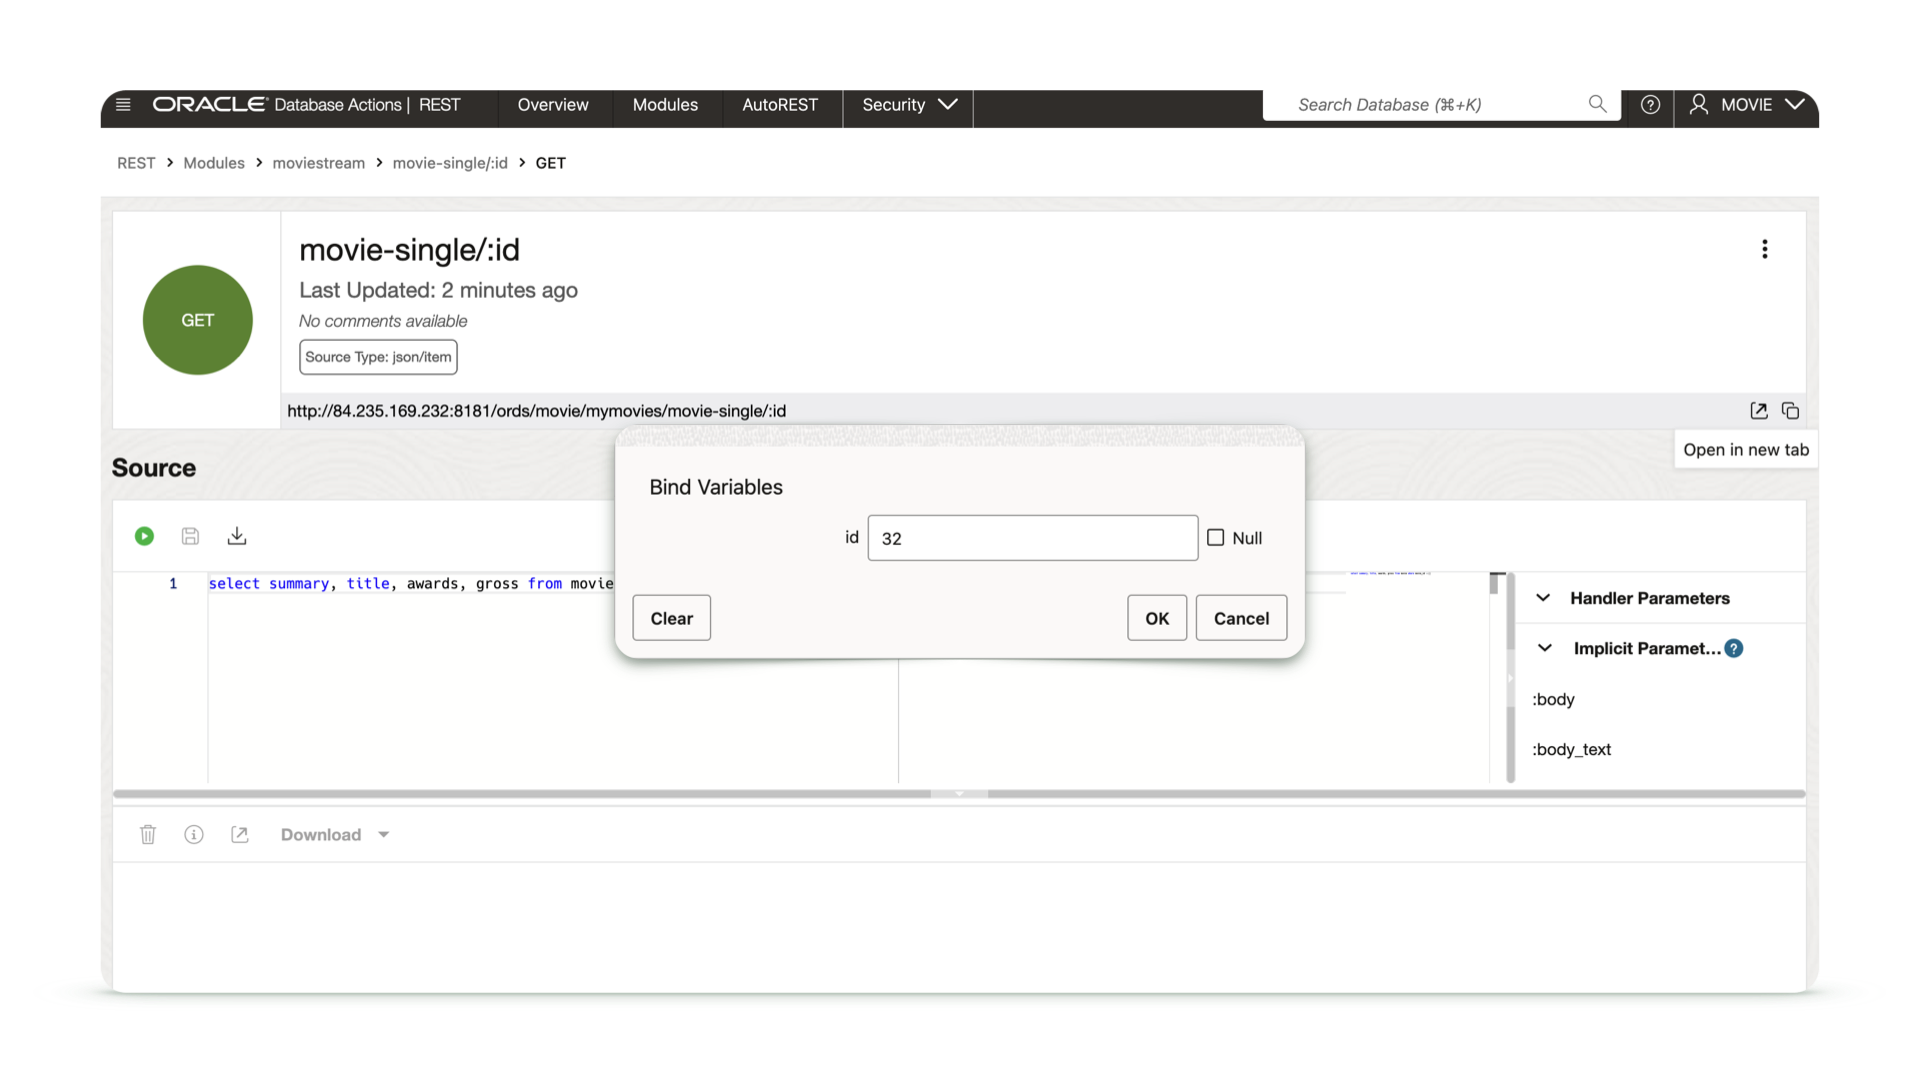 ORACLE Database Actions | REST Overview Modules AutoREST Security Search Database (⌘+K) ? MOVIE
REST > Modules > moviestream > movie-single/:id > GET
GET
movie-single/:id
Last Updated: 2 minutes ago
No comments available
Source Type: json/item
http://84.235.169.232:8181/ords/movie/mymovies/movie-single/:id
Open in new tab
Source
Bind Variables
id 32 Null
Clear OK Cancel
1 select summary, title, awards, gross from movie
Handler Parameters
Implicit Paramet... ?
:body
:body_text
Download